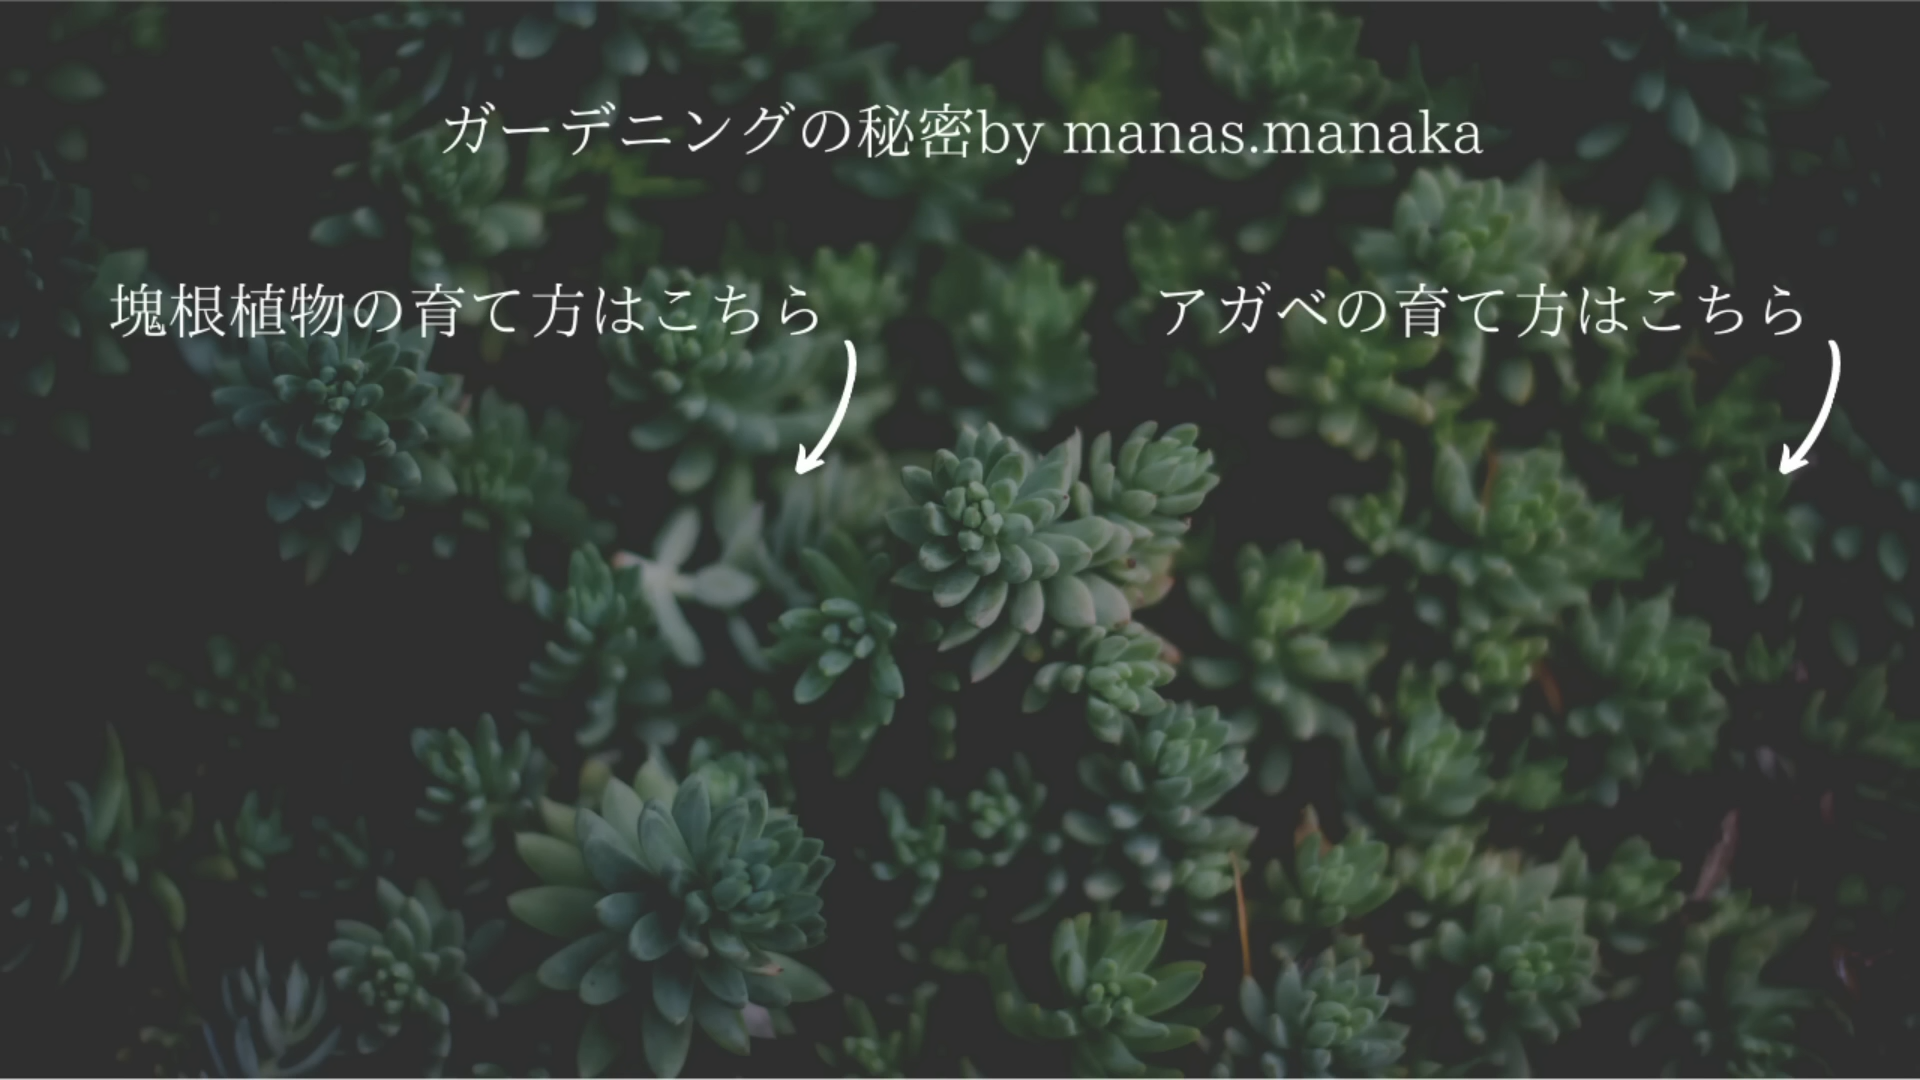 ガーデニングの秘密by manas.manaka
塊根植物の育て方はこちら
アガベの育て方はこちら